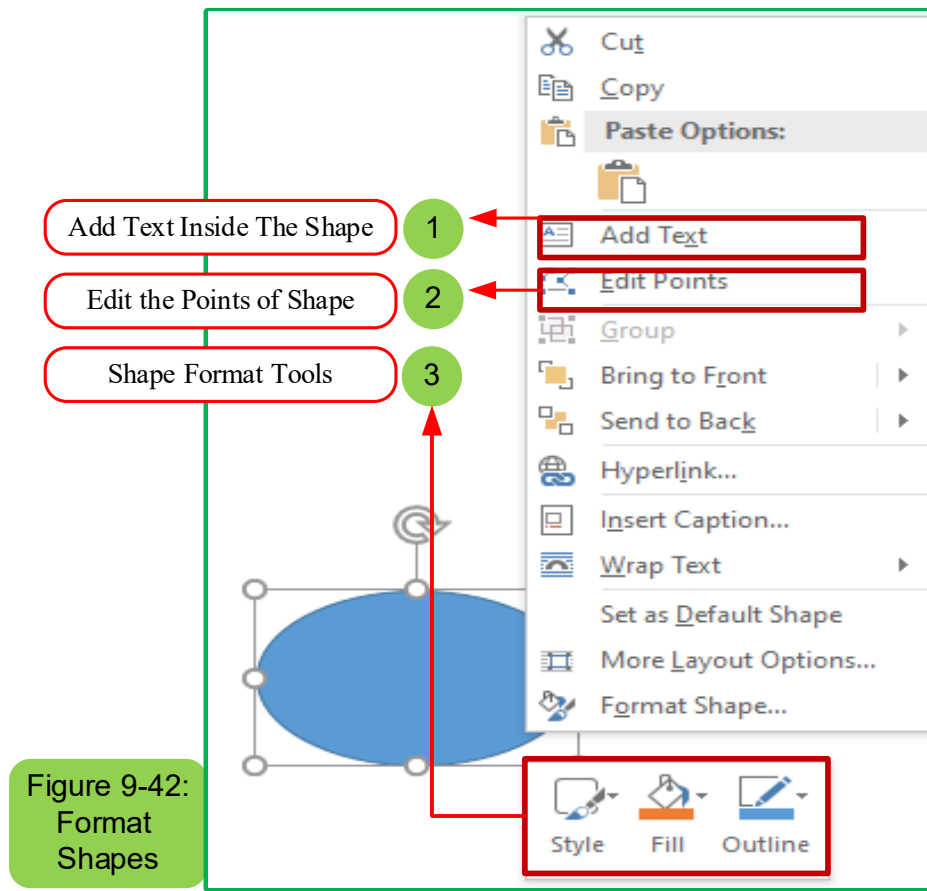 Cut
Copy
Paste Options:
Add Text Inside The Shape
1
Add Text
Edit the Points of Shape
2
Edit Points
Group
Shape Format Tools
3
Bring to Front
Send to Back
Hyperlink...
Insert Caption...
Wrap Text
Set as Default Shape
More Layout Options...
Format Shape...
Figure 9-42:
Format
Shapes
Style
Fill
Outline